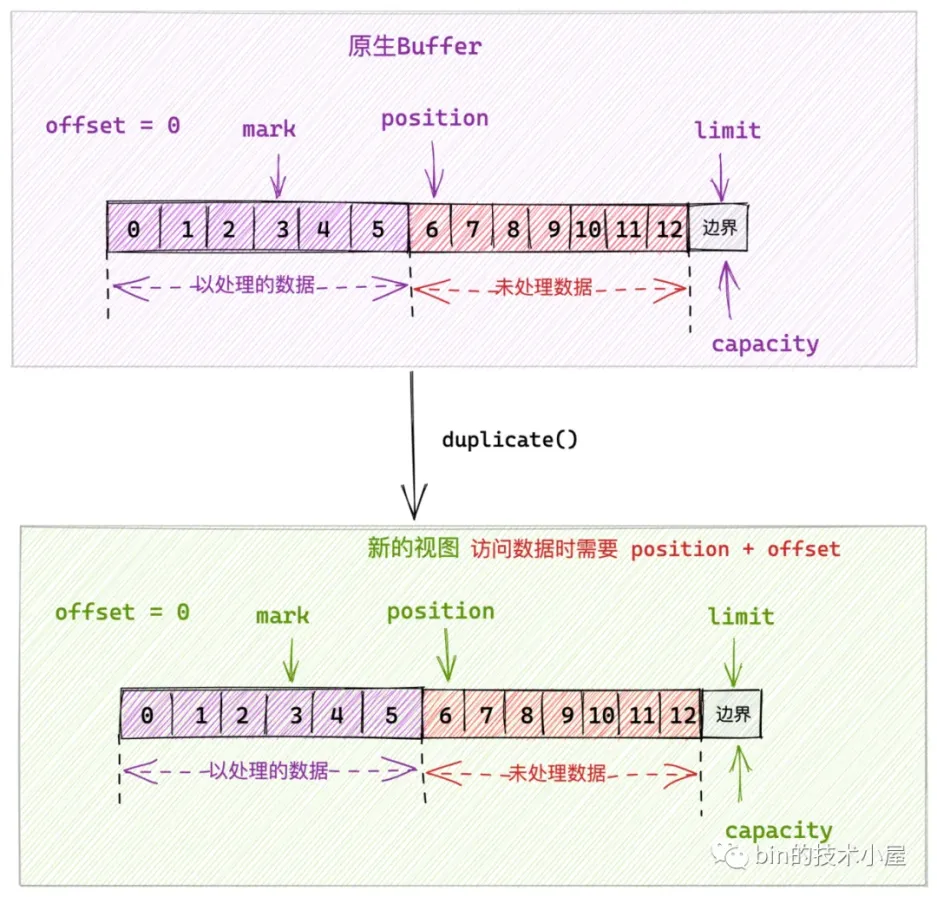 原生Buffer
offset = 0
mark
position
limit
0 1 2 3 4 5 6 7 8 9 10 11 12 边界
以处理的数据
未处理数据
capacity
duplicate()
新的视图 访问数据时需要 position + offset
offset = 0
mark
position
limit
0 1 2 3 4 5 6 7 8 9 10 11 12 边界
以处理的数据
未处理数据
capacity
bin的技术小屋